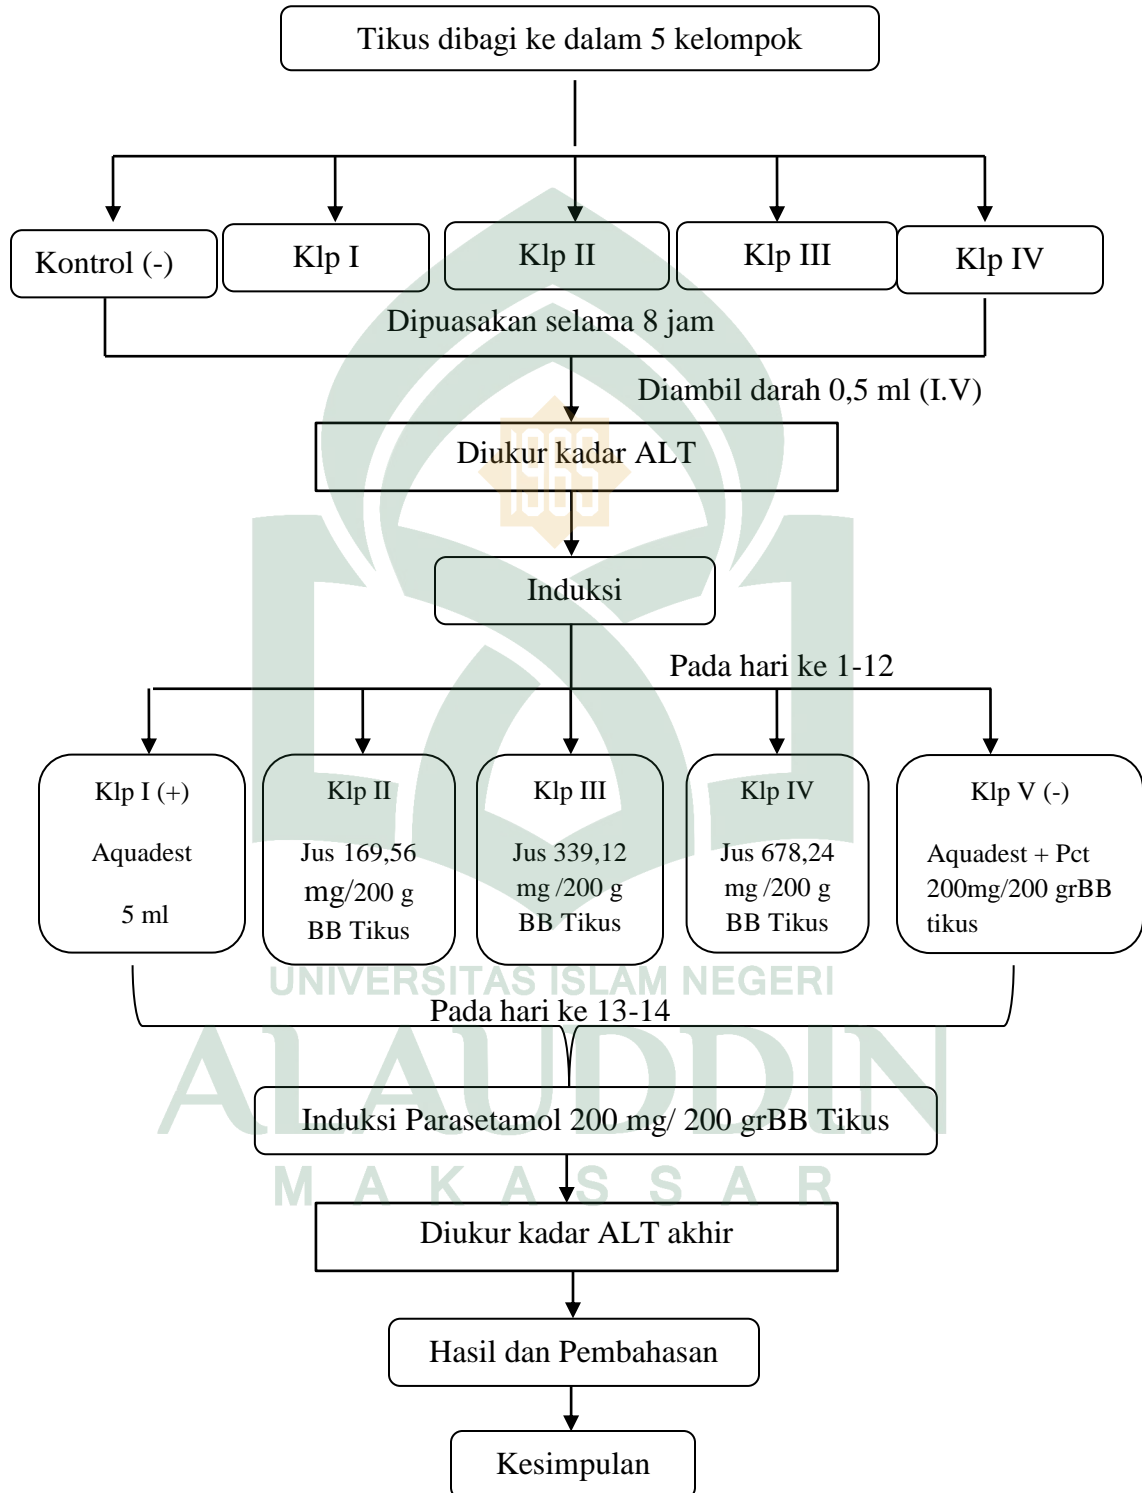 Tikus dibagi ke dalam 5 kelompok
Kontrol (-)
Klp I
Klp II
Klp III
Klp IV
Dipuasakan selama 8 jam
Diambil darah 0,5 ml (I.V)
Diukur kadar ALT
1965
Induksi
Pada hari ke 1-12
Klp I (+)
Aquadest
5 ml
Klp II
Jus 169,56
mg/200 g
BB Tikus
Klp III
Jus 339,12
mg /200 g
BB Tikus
Klp IV
Jus 678,24
mg /200 g
BB Tikus
Klp V (-)
Aquadest + Pct
200mg/200 grBB
tikus
UNIVERSITAS ISLAM NEGERI
Pada hari ke 13-14
ALAUDDIN
Induksi Parasetamol 200 mg/ 200 grBB Tikus
MAKASSAR
Diukur kadar ALT akhir
Hasil dan Pembahasan
Kesimpulan